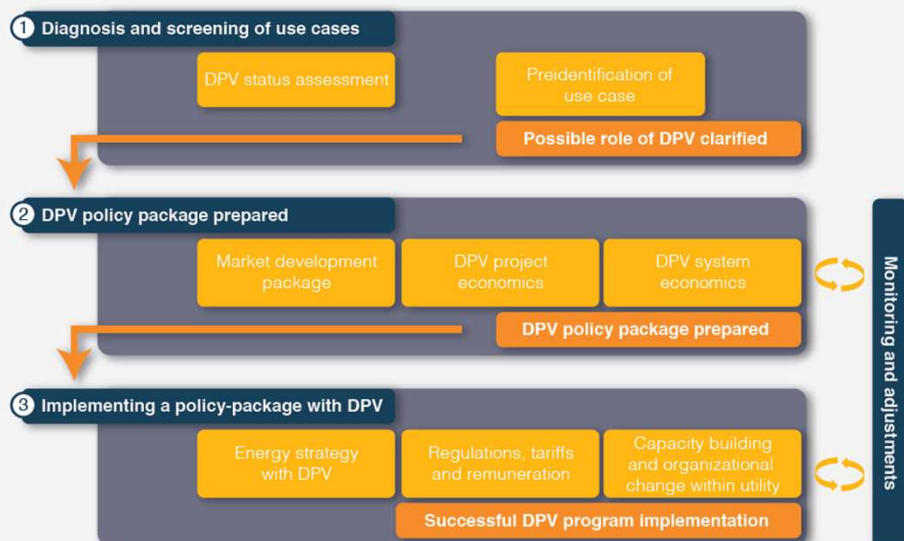 1 Diagnosis and screening of use cases
DPV status assessment
Preidentification of
use case
Possible role of DPV clarified
2 DPV policy package prepared
Market development
package
DPV project
economics
DPV system
economics
DPV policy package prepared
3 Implementing a policy-package with DPV
Energy strategy
with DPV
Regulations, tariffs
and remuneration
Capacity building
and organizational
change within utility
Successful DPV program implementation
Monitoring and adjustments